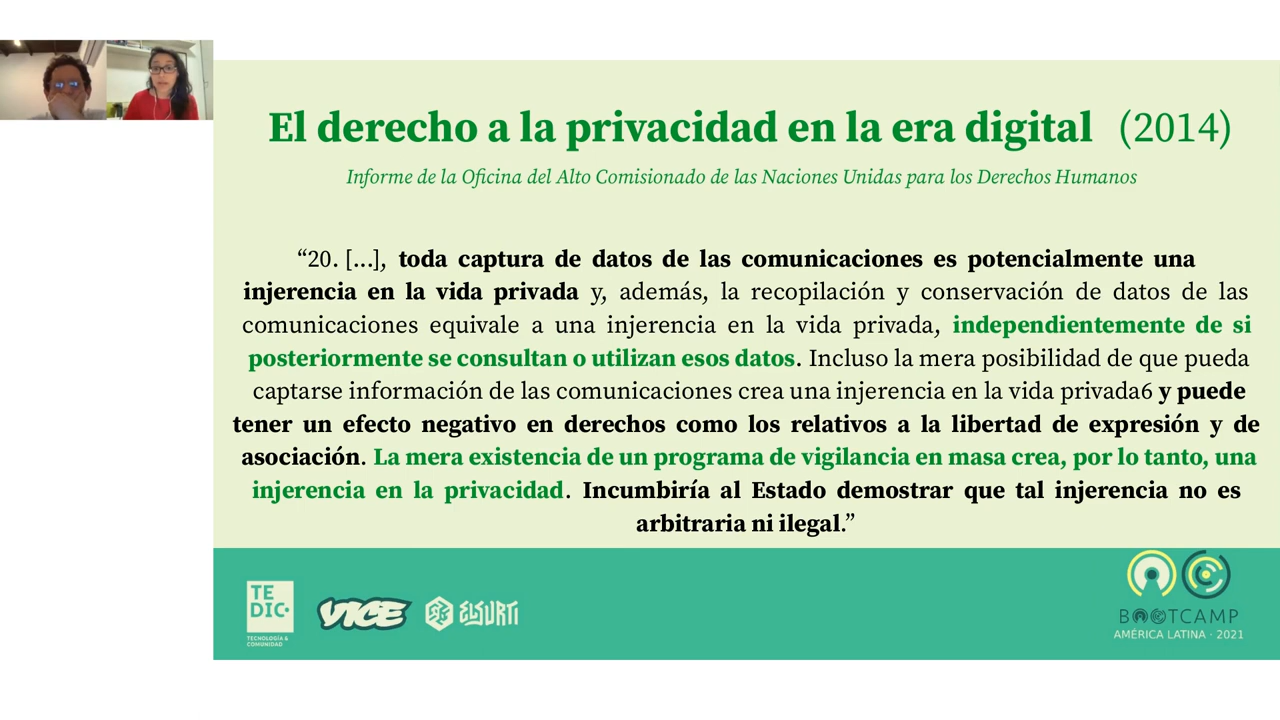 El derecho a la privacidad en la era digital (2014)
Informe de la Oficina del Alto Comisionado de las Naciones Unidas para los Derechos Humanos
“20. [...], toda captura de datos de las comunicaciones es potencialmente una
injerencia en la vida privada y, además, la recopilación y conservación de datos de las
comunicaciones equivale a una injerencia en la vida privada, independientemente de si
posteriormente se consultan o utilizan esos datos. Incluso la mera posibilidad de que pueda
captarse información de las comunicaciones crea una injerencia en la vida privada6 y puede
tener un efecto negativo en derechos como los relativos a la libertad de expresión y de
asociación. La mera existencia de un programa de vigilancia en masa crea, por lo tanto, una
injerencia en la privacidad. Incumbiría al Estado demostrar que tal injerencia no es
arbitraria ni ilegal.”
TE
DIC
TECNOLOGÍA &
COMUNIDAD
VICE
ELSURTI
BOOTCAMP
AMÉRICA LATINA · 2021